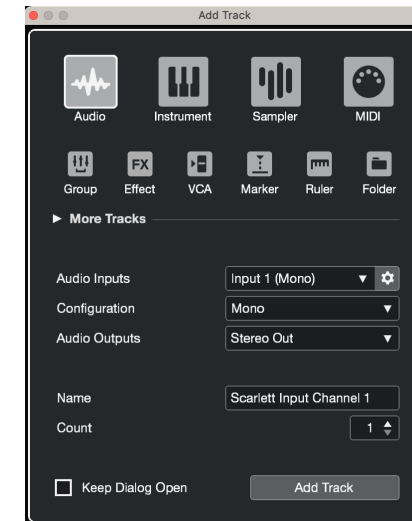 Add Track
Audio Instrument Sampler MIDI
FX
Group Effect VCA Marker Ruler Folder
More Tracks
Audio Inputs Input 1 (Mono)
Configuration Mono
Audio Outputs Stereo Out
Name Scarlett Input Channel 1
Count 1
Keep Dialog Open Add Track